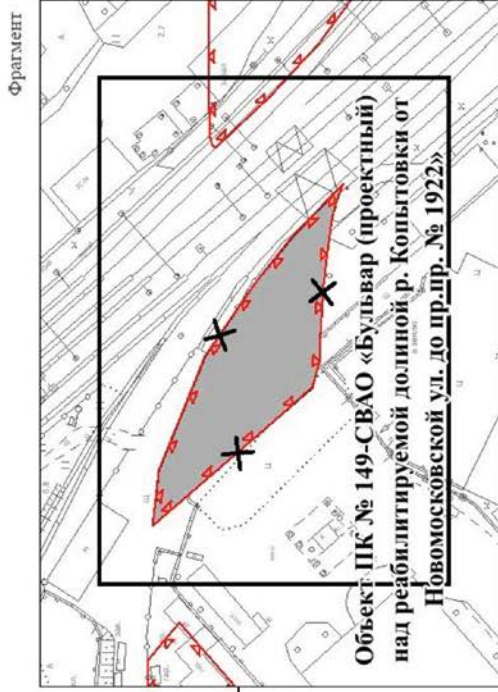 Фрагмент
Объект ПК № 149-СВАО «Бульвар (проектный)
над реабилитируемой долиной р. Копытовки от
Новомосковской ул. до пр.пр. № 1922»